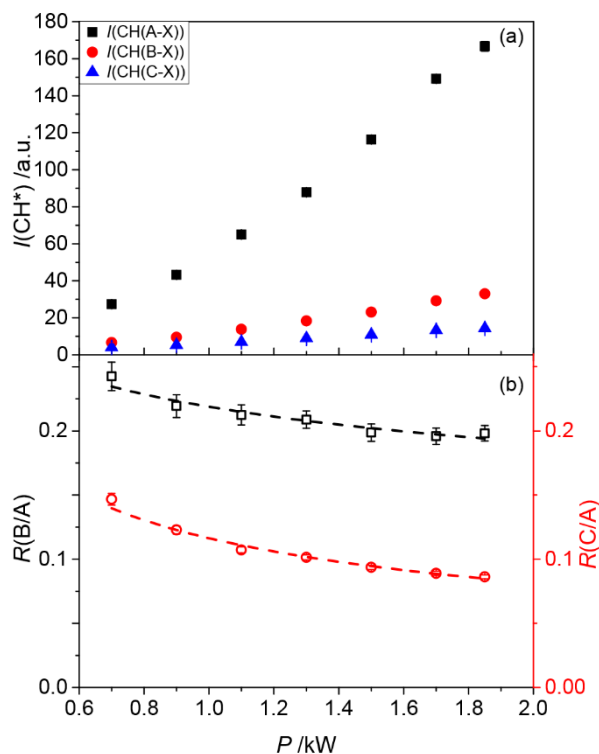 180
160
140
120
100
80
60
40
20
0
I(CH*) /a.u.
I(CH(A-X))
I(CH(B-X))
I(CH(C-X))
(a)
(b)
0.2
0.1
0.0
R(B/A)
0.2
0.1
0.00
R(C/A)
0.6 0.8 1.0 1.2 1.4 1.6 1.8 2.0
P /kW